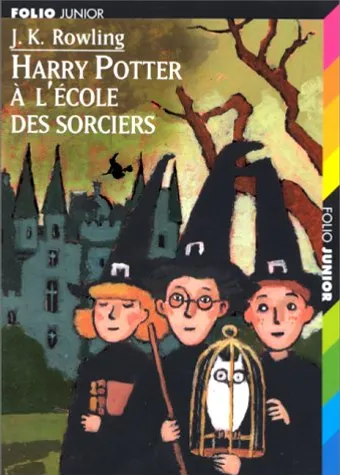 FOLIO JUNIOR
J. K. Rowling
HARRY POTTER
À L'ÉCOLE
DES SORCIERS
FOLIO JUNIOR